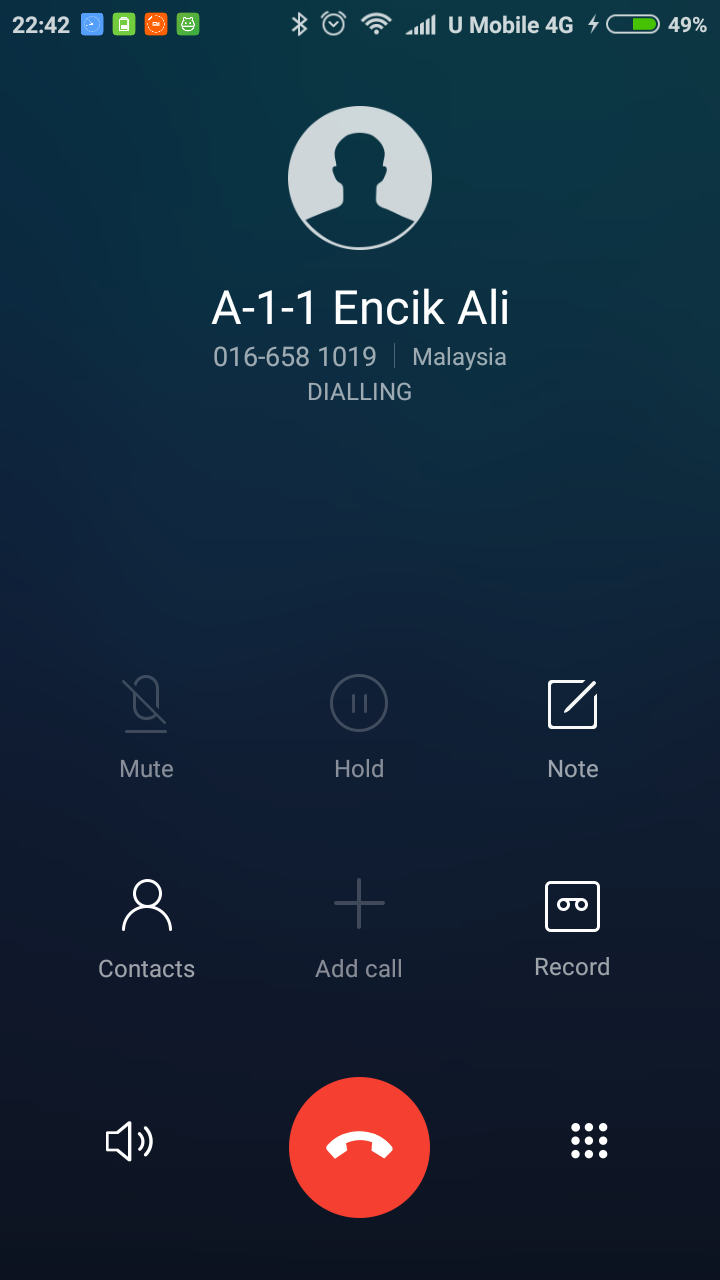 22:42 U Mobile 4G 49%
A-1-1 Encik Ali
016-658 1019 Malaysia
DIALLING
Mute Hold Note
Contacts Add call Record